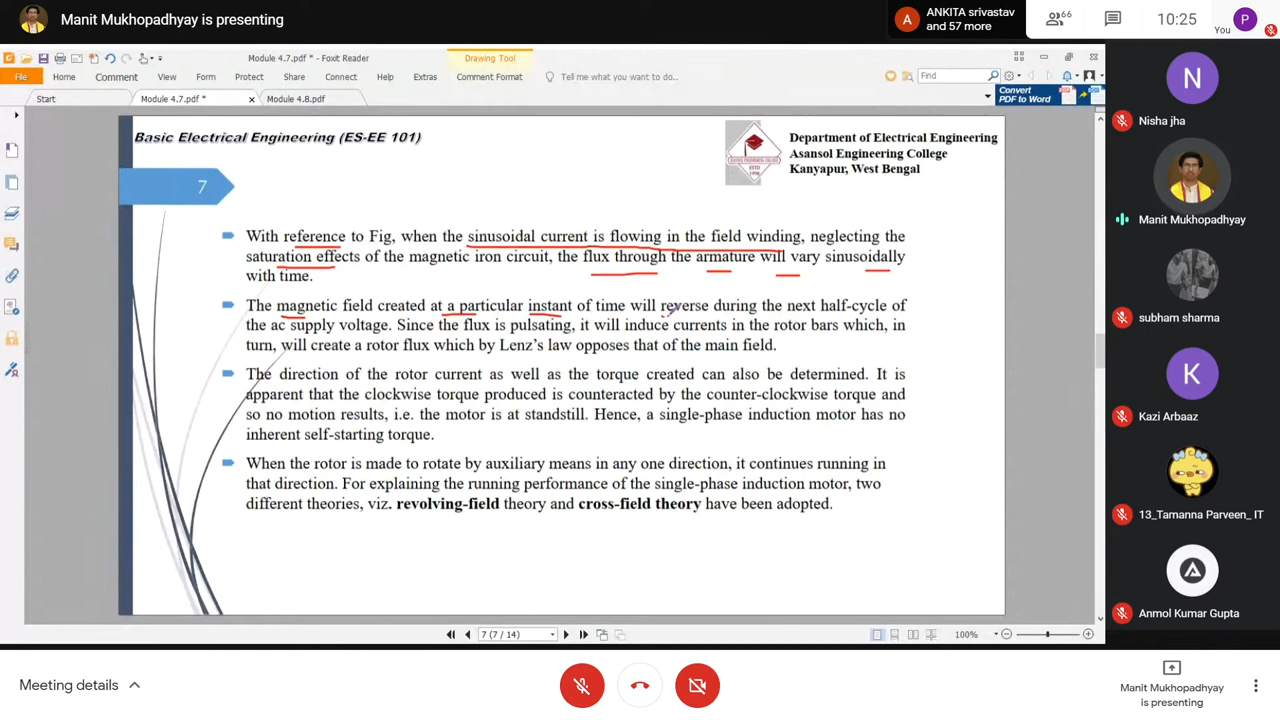 Manit Mukhopadhyay is presenting
A
ANKITA srivastav
and 57 more
66
10:25
You
P
Module 4.7.pdf * - Foxit Reader
Drawing Tool
File
Home
Comment
View
Form
Protect
Share
Connect
Help
Extras
Comment Format
Tell me what you want to do..
Find
Start
Module 4.7.pdf *
Module 4.8.pdf
Convert
PDF to Word
Basic Electrical Engineering (ES-EE 101)
Department of Electrical Engineering
Asansol Engineering College
Kanyapur, West Bengal
7
With reference to Fig, when the sinusoidal current is flowing in the field winding, neglecting the
saturation effects of the magnetic iron circuit, the flux through the armature will vary sinusoidally
with time.
The magnetic field created at a particular instant of time will reverse during the next half-cycle of
the ac supply voltage. Since the flux is pulsating, it will induce currents in the rotor bars which, in
turn, will create a rotor flux which by Lenz's law opposes that of the main field.
The direction of the rotor current as well as the torque created can also be determined. It is
apparent that the clockwise torque produced is counteracted by the counter-clockwise torque and
so no motion results, i.e. the motor is at standstill. Hence, a single-phase induction motor has no
inherent self-starting torque.
When the rotor is made to rotate by auxiliary means in any one direction, it continues running in
that direction. For explaining the running performance of the single-phase induction motor, two
different theories, viz. revolving-field theory and cross-field theory have been adopted.
7 (7 / 14)
100%
N
Nisha jha
Manit Mukhopadhyay
subham sharma
K
Kazi Arbaaz
13_Tamanna Parveen_ IT
Anmol Kumar Gupta
Meeting details
Manit Mukhopadhyay
is presenting